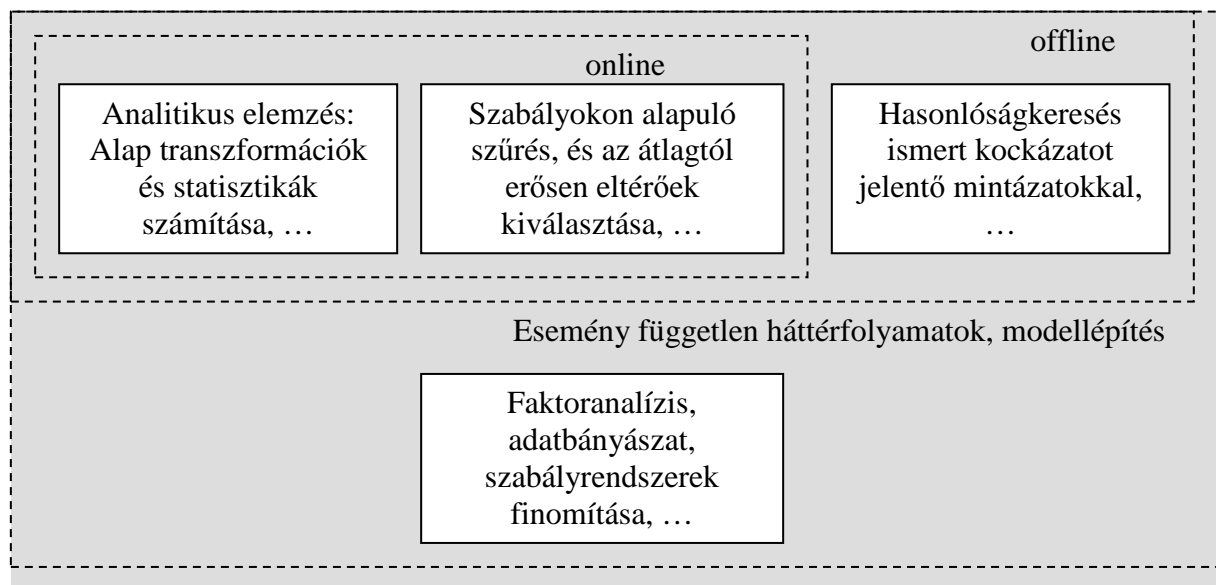 offline
online
Analitikus elemzés:
Alap transzformációk
és statisztikák
számítása, …
Szabályokon alapuló
szűrés, és az átlagtól
erősen eltérőek
kiválasztása, …
Hasonlóságkeresés
ismert kockázatot
jelentő mintázatokkal,
…
Esemény független háttérfolyamatok, modellépítés
Faktoranalízis,
adatbányászat,
szabályrendszerek
finomítása, …